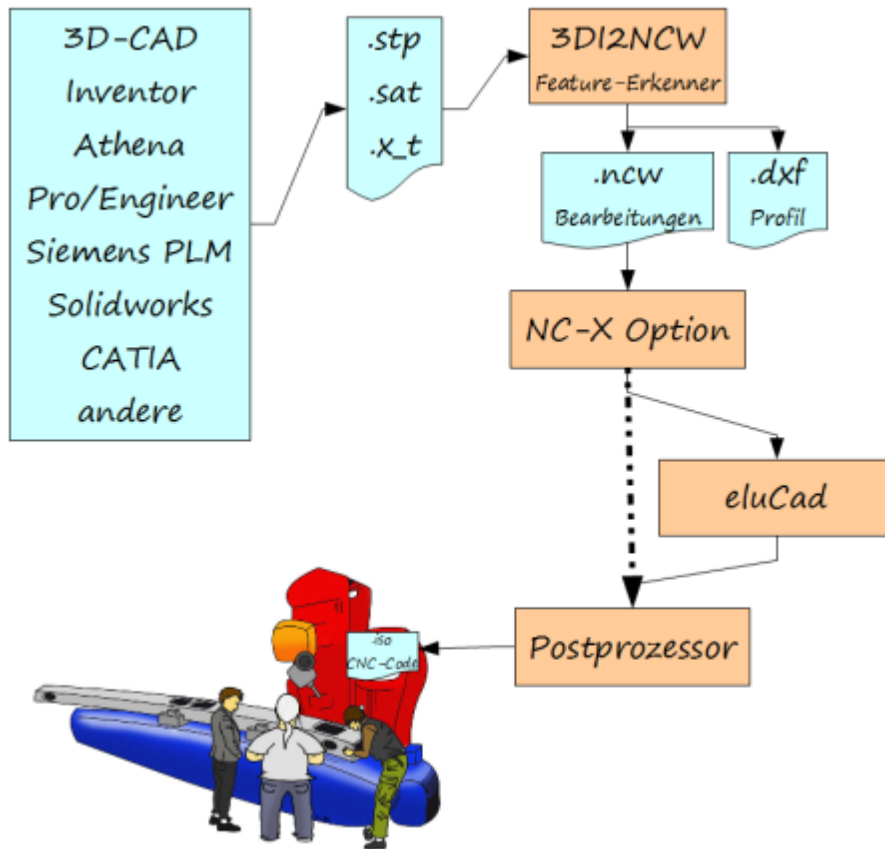 3D-CAD
Inventor
Athena
Pro/Engineer
Siemens PLM
Solidworks
CATIA
andere
.stp
.sat
.x_t
3DI2NCW
Feature-Erkenner
.ncw
Bearbeitungen
.dxf
Profil
NC-X Option
eluCad
Postprozessor
.iso
CNC-Code